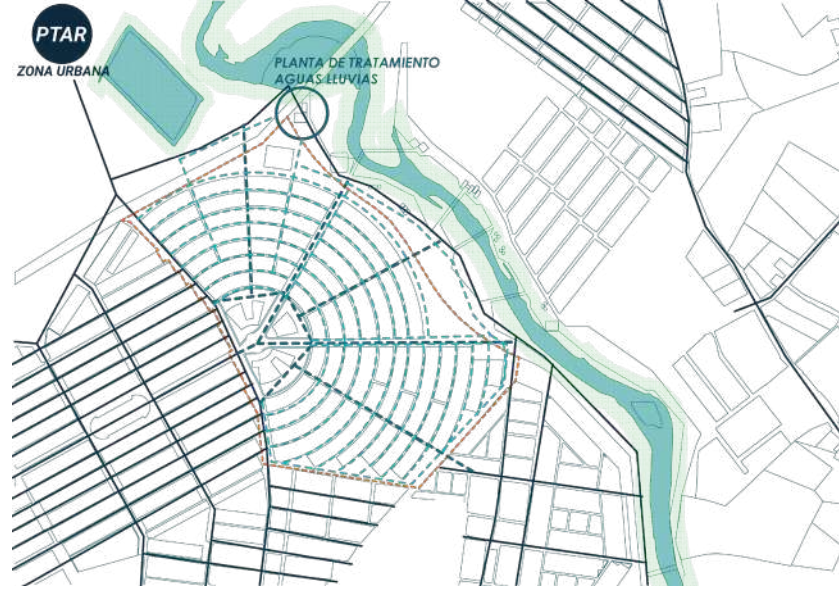 PTAR
ZONA URBANA
PLANTA DE TRATAMIENTO
AGUAS LLUVIAS